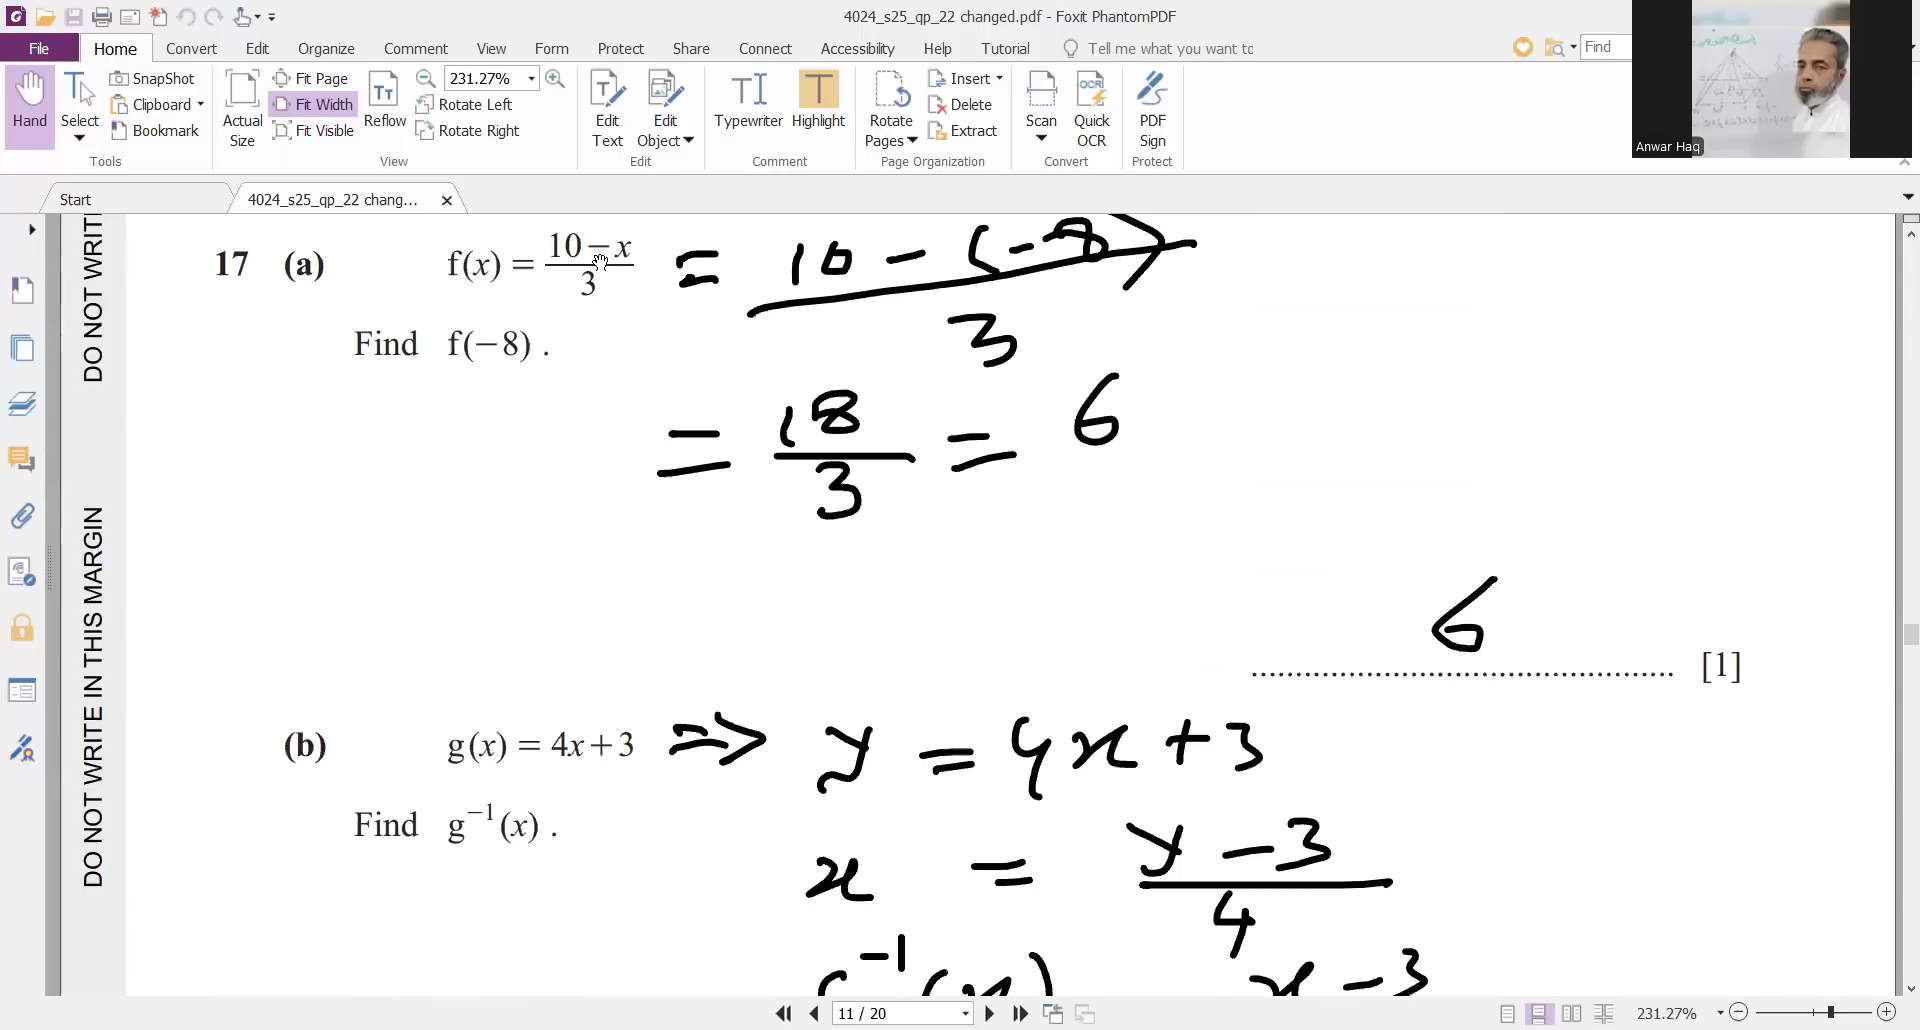 4024_s25_qp_22 changed.pdf - Foxit PhantomPDF
File Home Convert Edit Organize Comment View Form Protect Share Connect Accessibility Help Tutorial Tell me what you want to Find
Hand
Select
SnapShot
Clipboard
Bookmark
Actual Size
Fit Page
Fit Width
Fit Visible
Reflow
231.27%
Rotate Left
Rotate Right
Edit Text
Edit Object
Typewriter
Highlight
Rotate Pages
Insert
Delete
Extract
Scan
Quick OCR
PDF Sign
Tools View Edit Comment Page Organization Convert Protect
Anwar Haq
Start 4024_s25_qp_22 chang...
DO NOT WRIT
DO NOT WRITE IN THIS MARGIN
17 (a) f(x) = (10−x)/3 = (10 − (−8))/3
Find f(−8) .
= 18/3 = 6
6
[1]
(b) g(x) = 4x+3 ⇒ y = 4x + 3
Find g⁻¹(x) .
x = (y − 3)/4
⁻¹(x) x − 3
11 / 20 231.27%